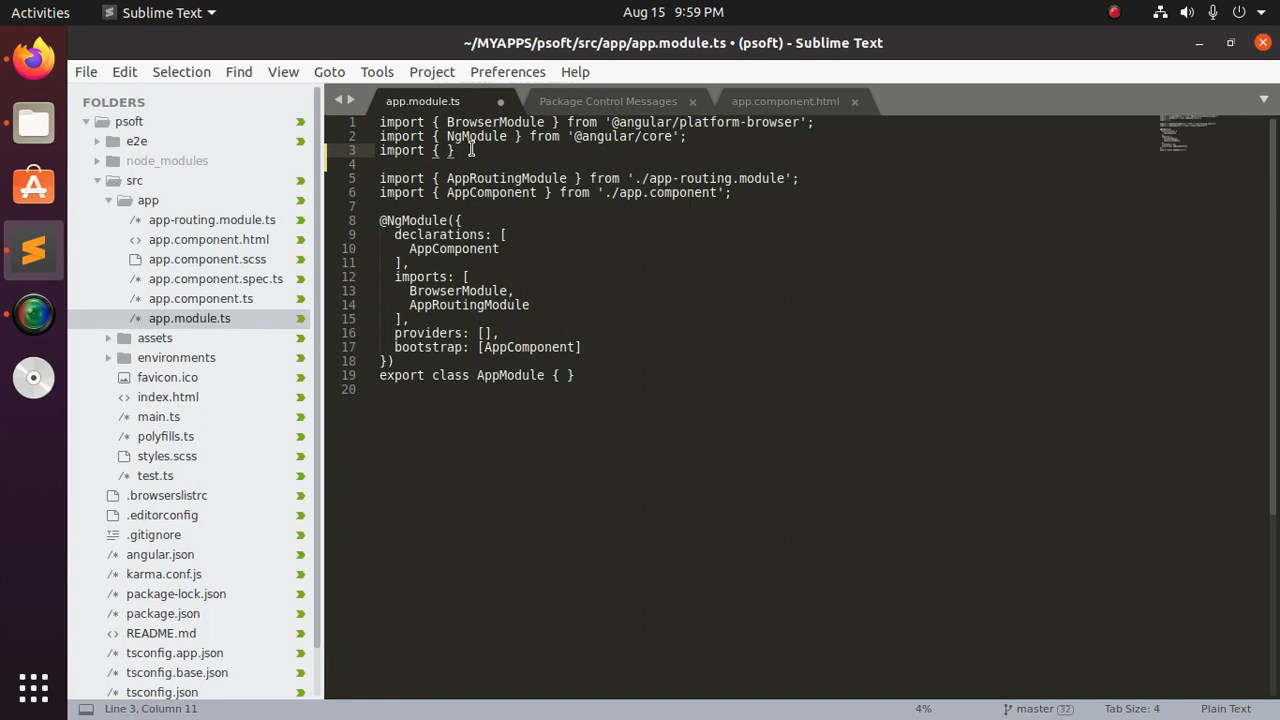 Activities
Sublime Text
Aug 15 9:59 PM
~/MYAPPS/psoft/src/app/app.module.ts • (psoft) - Sublime Text
File Edit Selection Find View Goto Tools Project Preferences Help
FOLDERS
psoft
e2e
node_modules
src
app
app-routing.module.ts
app.component.html
app.component.scss
app.component.spec.ts
app.component.ts
app.module.ts
assets
environments
favicon.ico
index.html
main.ts
polyfills.ts
styles.scss
test.ts
.browserslistrc
.editorconfig
.gitignore
angular.json
karma.conf.js
package-lock.json
package.json
README.md
tsconfig.app.json
tsconfig.base.json
tsconfig.json
app.module.ts
Package Control Messages
app.component.html
1 import { BrowserModule } from '@angular/platform-browser';
2 import { NgModule } from '@angular/core';
3 import { }
4
5 import { AppRoutingModule } from './app-routing.module';
6 import { AppComponent } from './app.component';
7
8 @NgModule({
9 declarations: [
10 AppComponent
11 ],
12 imports: [
13 BrowserModule,
14 AppRoutingModule
15 ],
16 providers: [],
17 bootstrap: [AppComponent]
18 })
19 export class AppModule { }
20
Line 3, Column 11
4%
master 32
Tab Size: 4
Plain Text